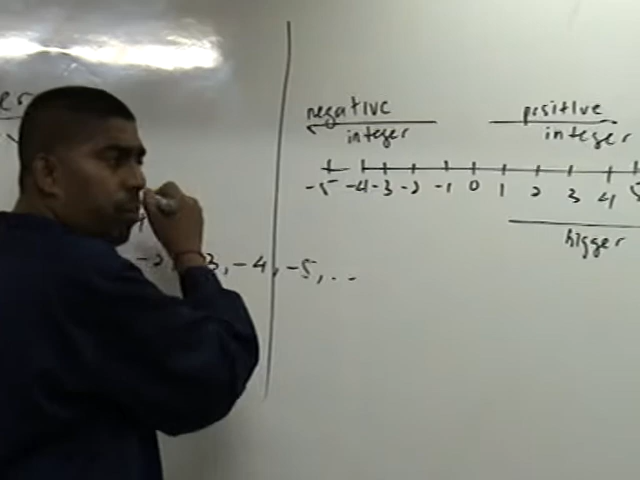 -2, -3, -4, -5, ..
negative
integer
positive
integer
-5 -4 -3 -2 -1 0 1 2 3 4 5
bigger